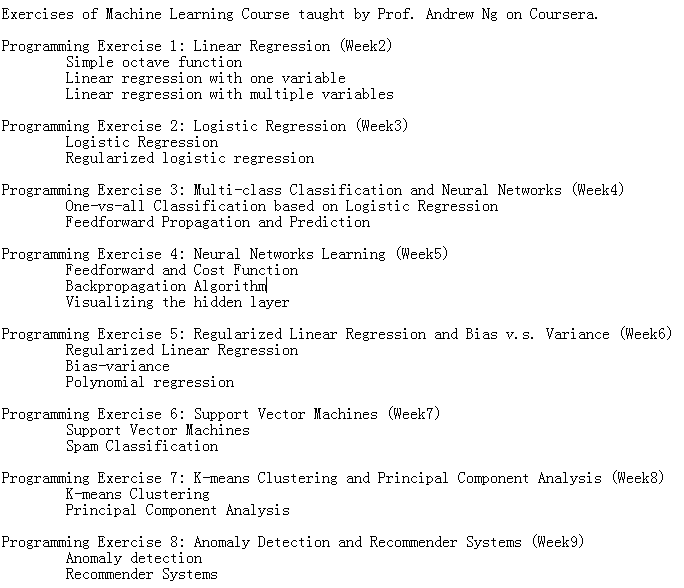 Exercises of Machine Learning Course taught by Prof. Andrew Ng on Coursera.
Programming Exercise 1: Linear Regression (Week2)
Simple octave function
Linear regression with one variable
Linear regression with multiple variables
Programming Exercise 2: Logistic Regression (Week3)
Logistic Regression
Regularized logistic regression
Programming Exercise 3: Multi-class Classification and Neural Networks (Week4)
One-vs-all Classification based on Logistic Regression
Feedforward Propagation and Prediction
Programming Exercise 4: Neural Networks Learning (Week5)
Feedforward and Cost Function
Backpropagation Algorithm
Visualizing the hidden layer
Programming Exercise 5: Regularized Linear Regression and Bias v.s. Variance (Week6)
Regularized Linear Regression
Bias-variance
Polynomial regression
Programming Exercise 6: Support Vector Machines (Week7)
Support Vector Machines
Spam Classification
Programming Exercise 7: K-means Clustering and Principal Component Analysis (Week8)
K-means Clustering
Principal Component Analysis
Programming Exercise 8: Anomaly Detection and Recommender Systems (Week9)
Anomaly detection
Recommender Systems